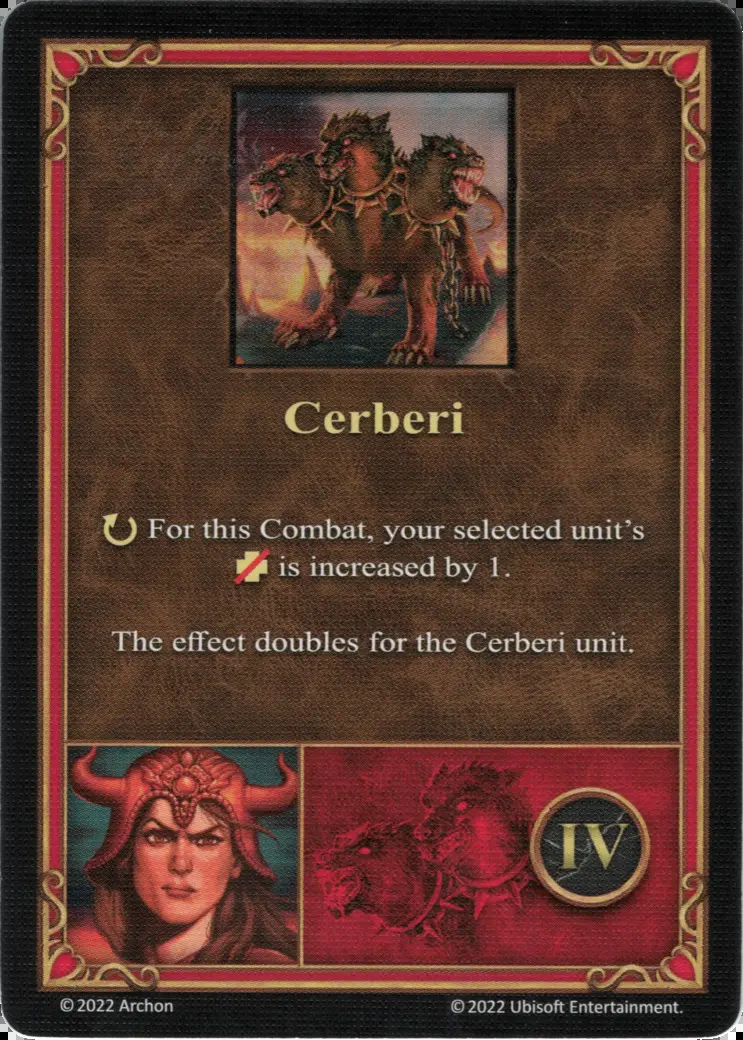 Cerberi
For this Combat, your selected unit's
is increased by 1.
The effect doubles for the Cerberi unit.
IV
© 2022 Archon
© 2022 Ubisoft Entertainment.